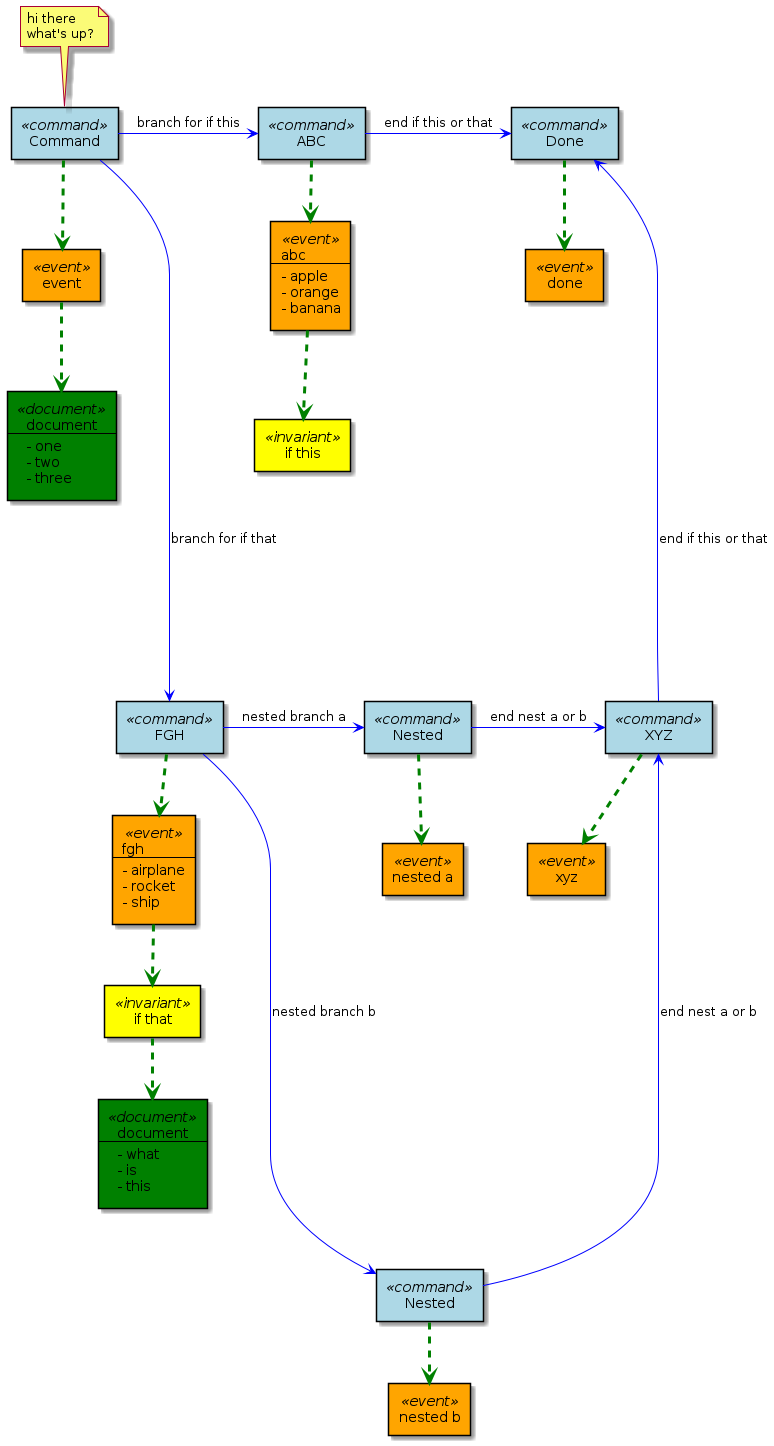 hi there
what's up?
«command»
Command
branch for if this
«command»
ABC
end if this or that
«command»
Done
«event»
event
«event»
abc
- apple
- orange
- banana
«event»
done
«document»
document
- one
- two
- three
«invariant»
if this
branch for if that
end if this or that
«command»
FGH
nested branch a
«command»
Nested
end nest a or b
«command»
XYZ
«event»
fgh
- airplane
- rocket
- ship
«event»
nested a
«event»
xyz
«invariant»
if that
nested branch b
end nest a or b
«document»
document
- what
- is
- this
«command»
Nested
«event»
nested b